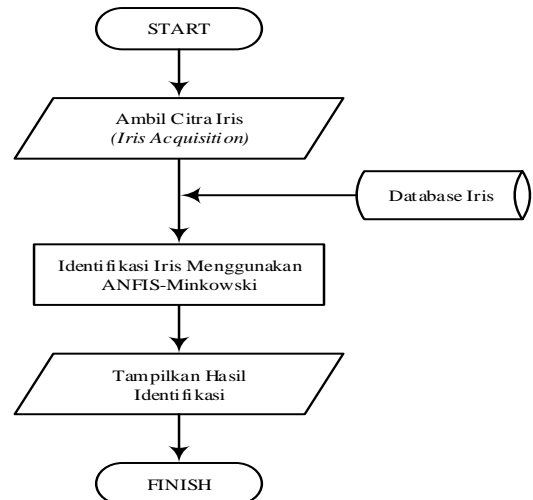 START
Ambil Citra Iris
(Iris Acquisition)
Database Iris
Identifikasi Iris Menggunakan
ANFIS-Minkowski
Tampilkan Hasil
Identifikasi
FINISH